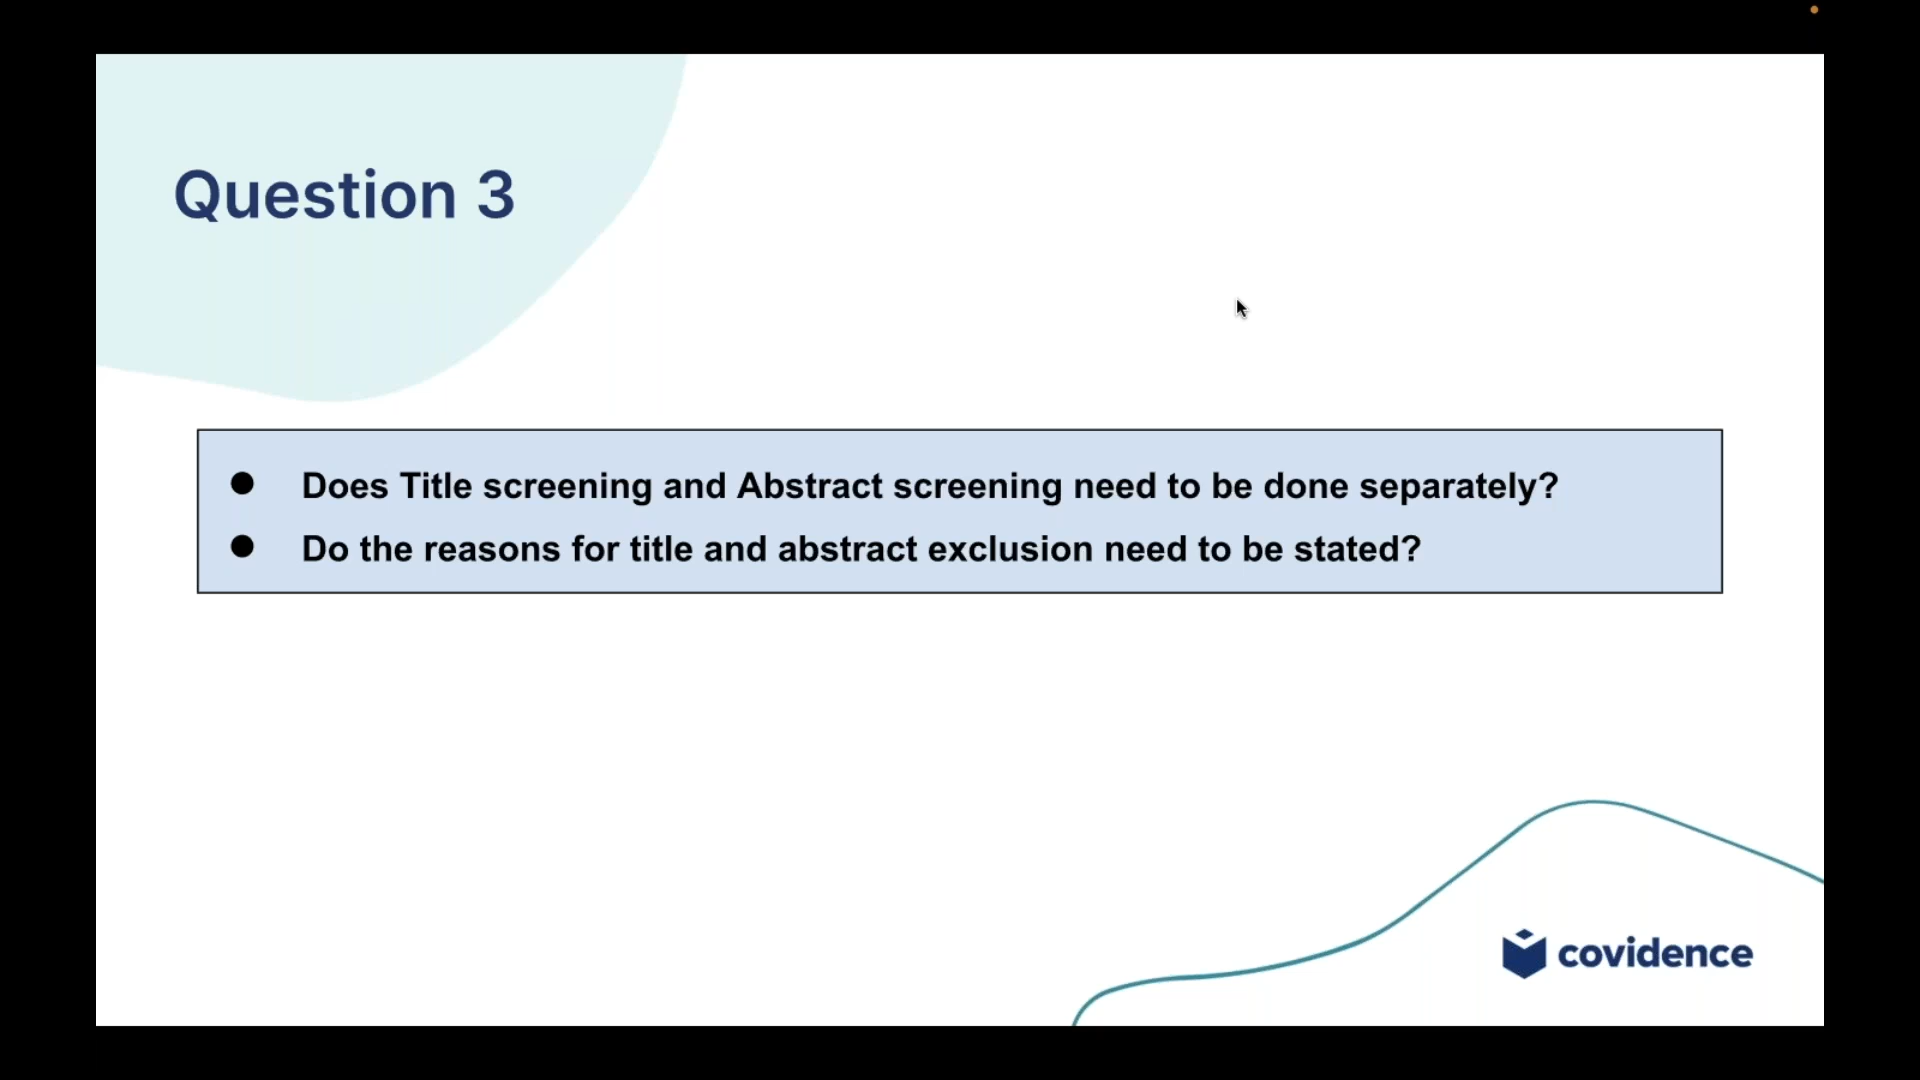 Question 3
● Does Title screening and Abstract screening need to be done separately?
● Do the reasons for title and abstract exclusion need to be stated?
covidence